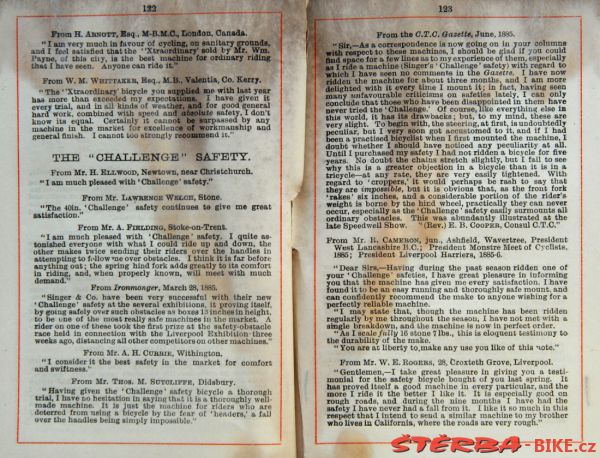 122
From H. ARNOTT, Esq., M-B.M.C., London, Canada.
"I am very much in favour of cycling, on sanitary grounds,
and I feel satisfied that the ''Xtraordinary' sold by Mr. Wm.
Payne, of this city, is the best machine for ordinary riding
that I have seen. Anyone can ride it."
From W. M. WHITTAKER, Esq., M.B., Valentia, Co. Kerry.
"The ''Xtraordinary' bicycle you supplied me with last year
has more than exceeded my expectations. I have given it
every trial, and in all kinds of weather, and for good general
hard work, combined with speed and absolute safety, I don't
know its equal. Certainly it cannot be surpassed by any
machine in the market for excellence of workmanship and
general finish. I cannot too strongly recommend it."
THE "CHALLENGE" SAFETY.
From Mr. H. ELLWOOD, Newtown, near Christchurch.
"I am much pleased with 'Challenge' safety."
From Mr. LAWRENCE WELCH, Stone.
"The 40in. 'Challenge' safety continues to give me great
satisfaction."
From Mr. A. FIELDING, Stoke-on-Trent.
"I am much pleased with 'Challenge' safety. I quite as-
tonished everyone with what I could ride up and down, the
other makes twice sending their riders over the handles in
attempting to follow me over obstacles. I think it is far before
anything out; the spring hind fork adds greatly to its comfort
in riding, and, when properly known, will meet with much
demand."
From Ironmonger, March 28, 1885.
"Singer & Co. have been very successful with their new
'Challenge' safety at the several exhibitions, it proving itself,
by going safely over such obstacles as boxes 18 inches in height,
to be one of the most really safe machines in the market. A
rider on one of these took the first prize at the safety-obstacle
race held in connection with the Liverpool Exhibition three
weeks ago, distancing all other competitors on other machines."
From Mr. A. H. CURRIE, Withington.
"I consider it the best safety in the market for comfort
and swiftness."
From Mr. THOS. M. SUTCLIFFE, Didsbury.
"Having given the 'Challenge' safety bicycle a thorough
trial, I have no hesitation in saying that it is a thoroughly well-
made machine. It is just the machine for riders who are
deterred from using a bicycle by the fear of 'headers,' a fall
over the handles being simply impossible."
123
From the C.T.C. Gazette, June, 1885.
"Sir,—As a correspondence is now going on in your columns
with respect to these machines, I should be glad if you could
find space for a few lines as to my experience of them, especially
as I ride a machine (Singer's 'Challenge' safety) with regard to
which I have seen no comments in the Gazette. I have now
ridden the machine for about three months, and I am more
delighted with it every time I mount it; in fact, having seen
many unfavourable criticisms on safeties lately, I can only
conclude that those who have been disappointed in them have
never tried the 'Challenge.' Of course, like everything else in
this world, it has its drawbacks; but, to my mind, these are
very slight. To begin with, the steering, at first, is undoubtedly
peculiar, but I very soon got accustomed to it, and if I had
been a practised bicyclist when I first mounted the machine, I
doubt whether I should have noticed any peculiarity at all.
Until I purchased my safety I had not ridden a bicycle for five
years. No doubt the chains stretch slightly, but I fail to see
why this is a greater objection in a bicycle than it is in a
tricycle—at any rate, they are very easily tightened. With
regard to 'croppers,' it would perhaps be rash to say that
they are impossible, but it is obvious that, as the front fork
'rakes' six inches, and a considerable portion of the rider's
weight is borne by the hind wheel, practically they can never
occur, especially as the 'Challenge' safety easily surmounts all
ordinary obstacles. This was abundantly illustrated at the
late Speedwell Show. "(Rev.) E. B. COOPER, Consul C.T.C."
From Mr. R. CAMERON, jun., Ashfield, Wavertree, President
West Lancashire B.C.; President Monstre Meet of Cyclists,
1885; President Liverpool Harriers, 1885-6.
"Dear Sirs,—Having during the past season ridden one of
your 'Challenge' safeties, I have great pleasure in informing
you that the machine has given me every satisfaction. I have
found it to be an easy running and thoroughly safe mount, and
can confidently recommend the make to anyone wishing for a
perfectly reliable machine.
"I may state that, though the machine has been ridden
regularly by me throughout the season, I have not met with a
single breakdown, and the machine is now in perfect order.
"As I scale fully 16 stone 7 lbs., this is eloquent testimony to
the durability of the make.
"You are at liberty to make any use you like of this note."
From Mr. W. E. ROGERS, 28, Croxteth Grove, Liverpool.
"Gentlemen,—I take great pleasure in giving you a testi-
monial for the safety bicycle bought of you last spring. It
has proved itself a good machine in every particular, and the
more I ride it the better I like it. It is especially good on
rough roads, and during the nine months I have had the
safety I have never had a fall from it. I like it so much in this
respect that I intend to send a similar machine to my brother
who lives in California, where the roads are very rough."
ŠTĚRBA-BIKE.cz